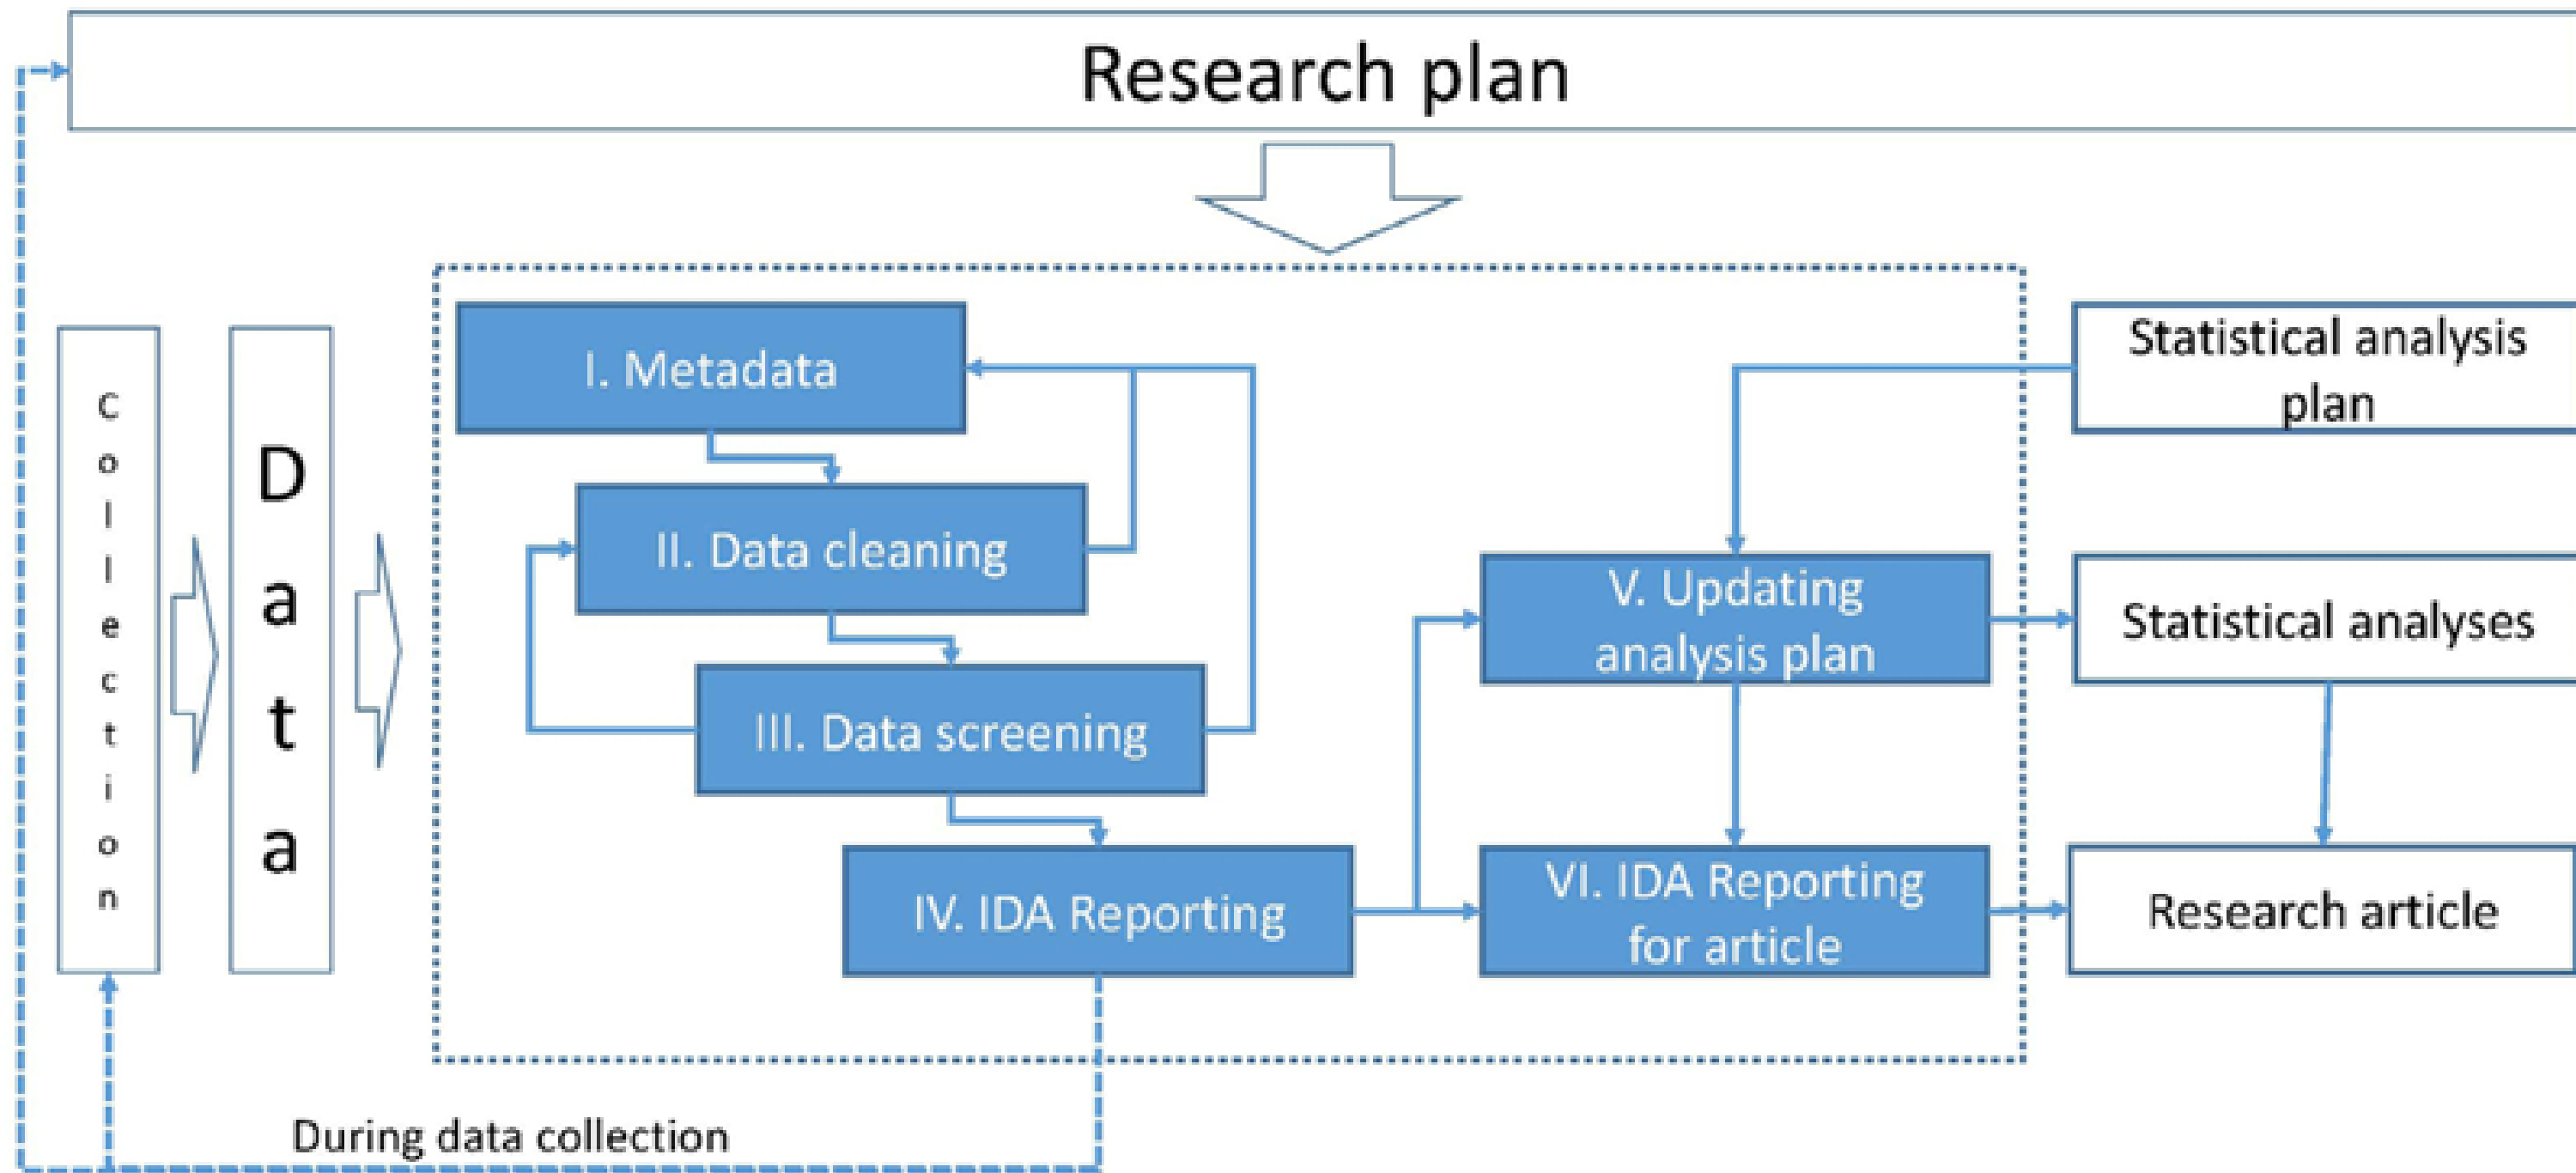 Research plan
Collection
Data
I. Metadata
II. Data cleaning
III. Data screening
IV. IDA Reporting
Statistical analysis
plan
V. Updating
analysis plan
Statistical analyses
VI. IDA Reporting
for article
Research article
During data collection